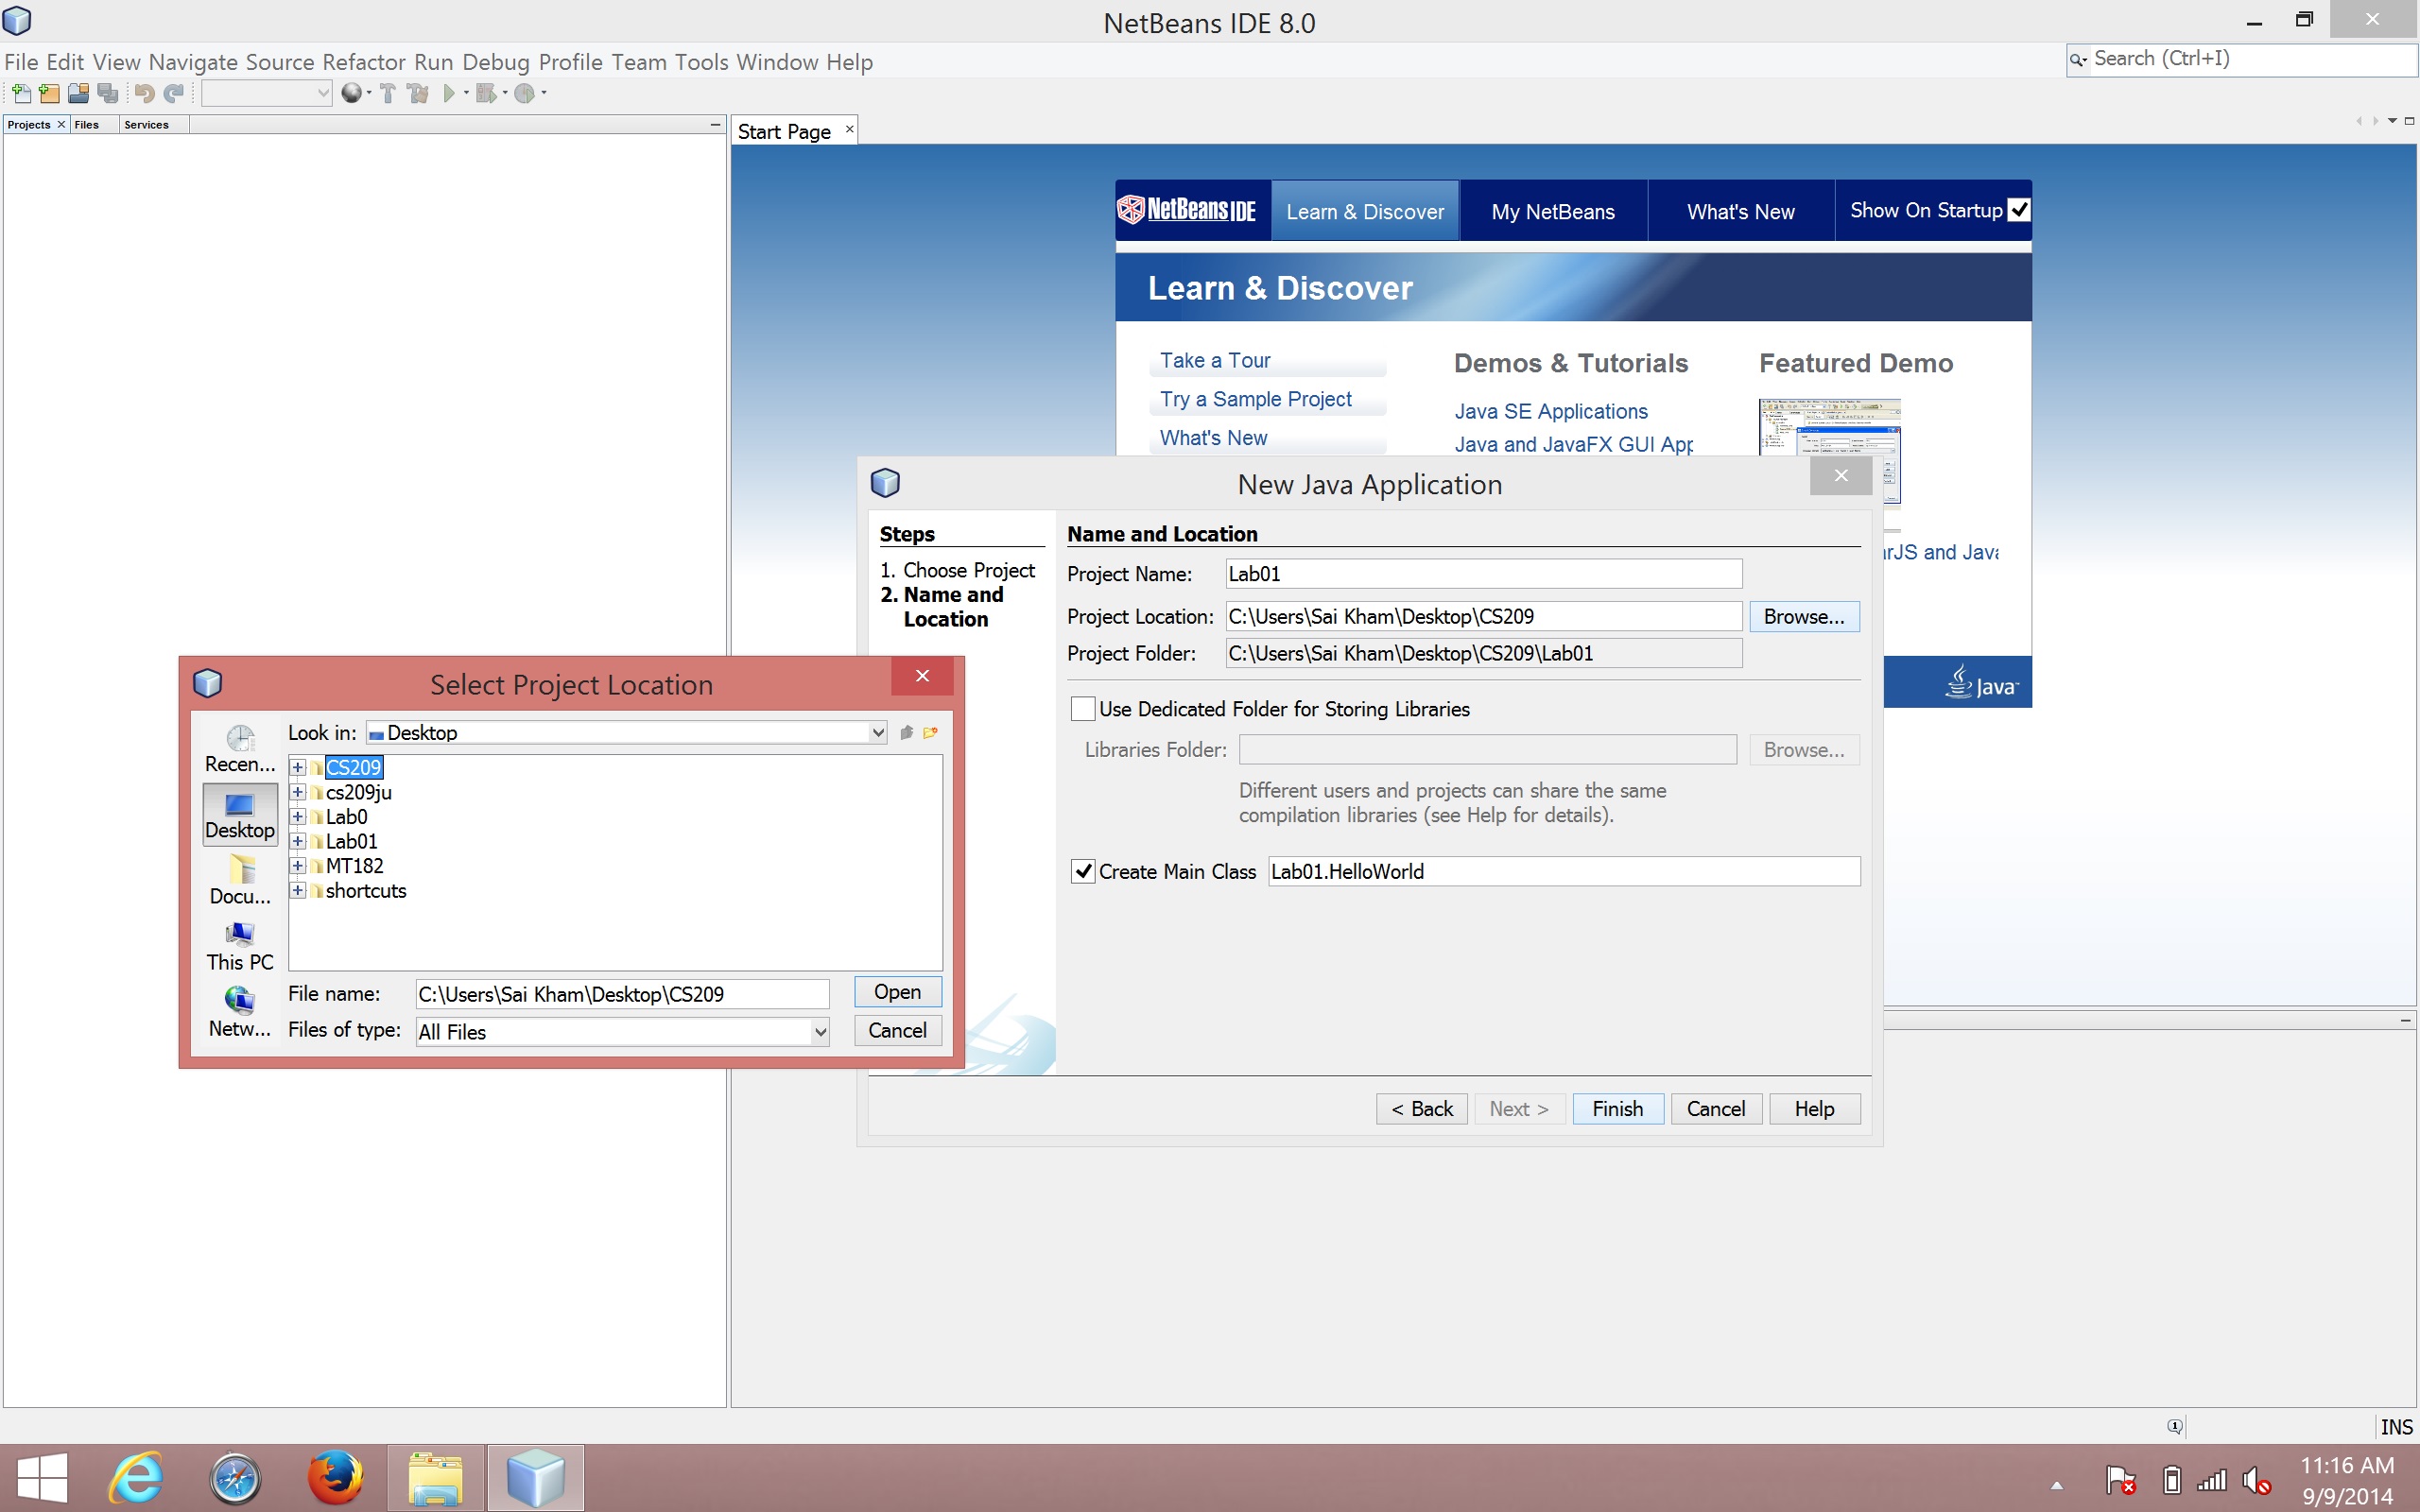 NetBeans IDE 8.0
File Edit View Navigate Source Refactor Run Debug Profile Team Tools Window Help
Search (Ctrl+I)
Projects Files Services
Start Page
NetBeans IDE Learn & Discover My NetBeans What's New Show On Startup
Learn & Discover
Take a Tour
Try a Sample Project
What's New
Demos & Tutorials
Java SE Applications
Java and JavaFX GUI App
Featured Demo
rJS and Java
Java
New Java Application
Steps
1. Choose Project
2. Name and
Location
Name and Location
Project Name: Lab01
Project Location: C:\Users\Sai Kham\Desktop\CS209 Browse...
Project Folder: C:\Users\Sai Kham\Desktop\CS209\Lab01
Use Dedicated Folder for Storing Libraries
Libraries Folder: Browse...
Different users and projects can share the same
compilation libraries (see Help for details).
Create Main Class Lab01.HelloWorld
< Back Next > Finish Cancel Help
Select Project Location
Look in: Desktop
Recen...
Desktop
Docu...
This PC
Netw...
CS209
cs209ju
Lab0
Lab01
MT182
shortcuts
File name: C:\Users\Sai Kham\Desktop\CS209 Open
Files of type: All Files Cancel
INS
11:16 AM
9/9/2014